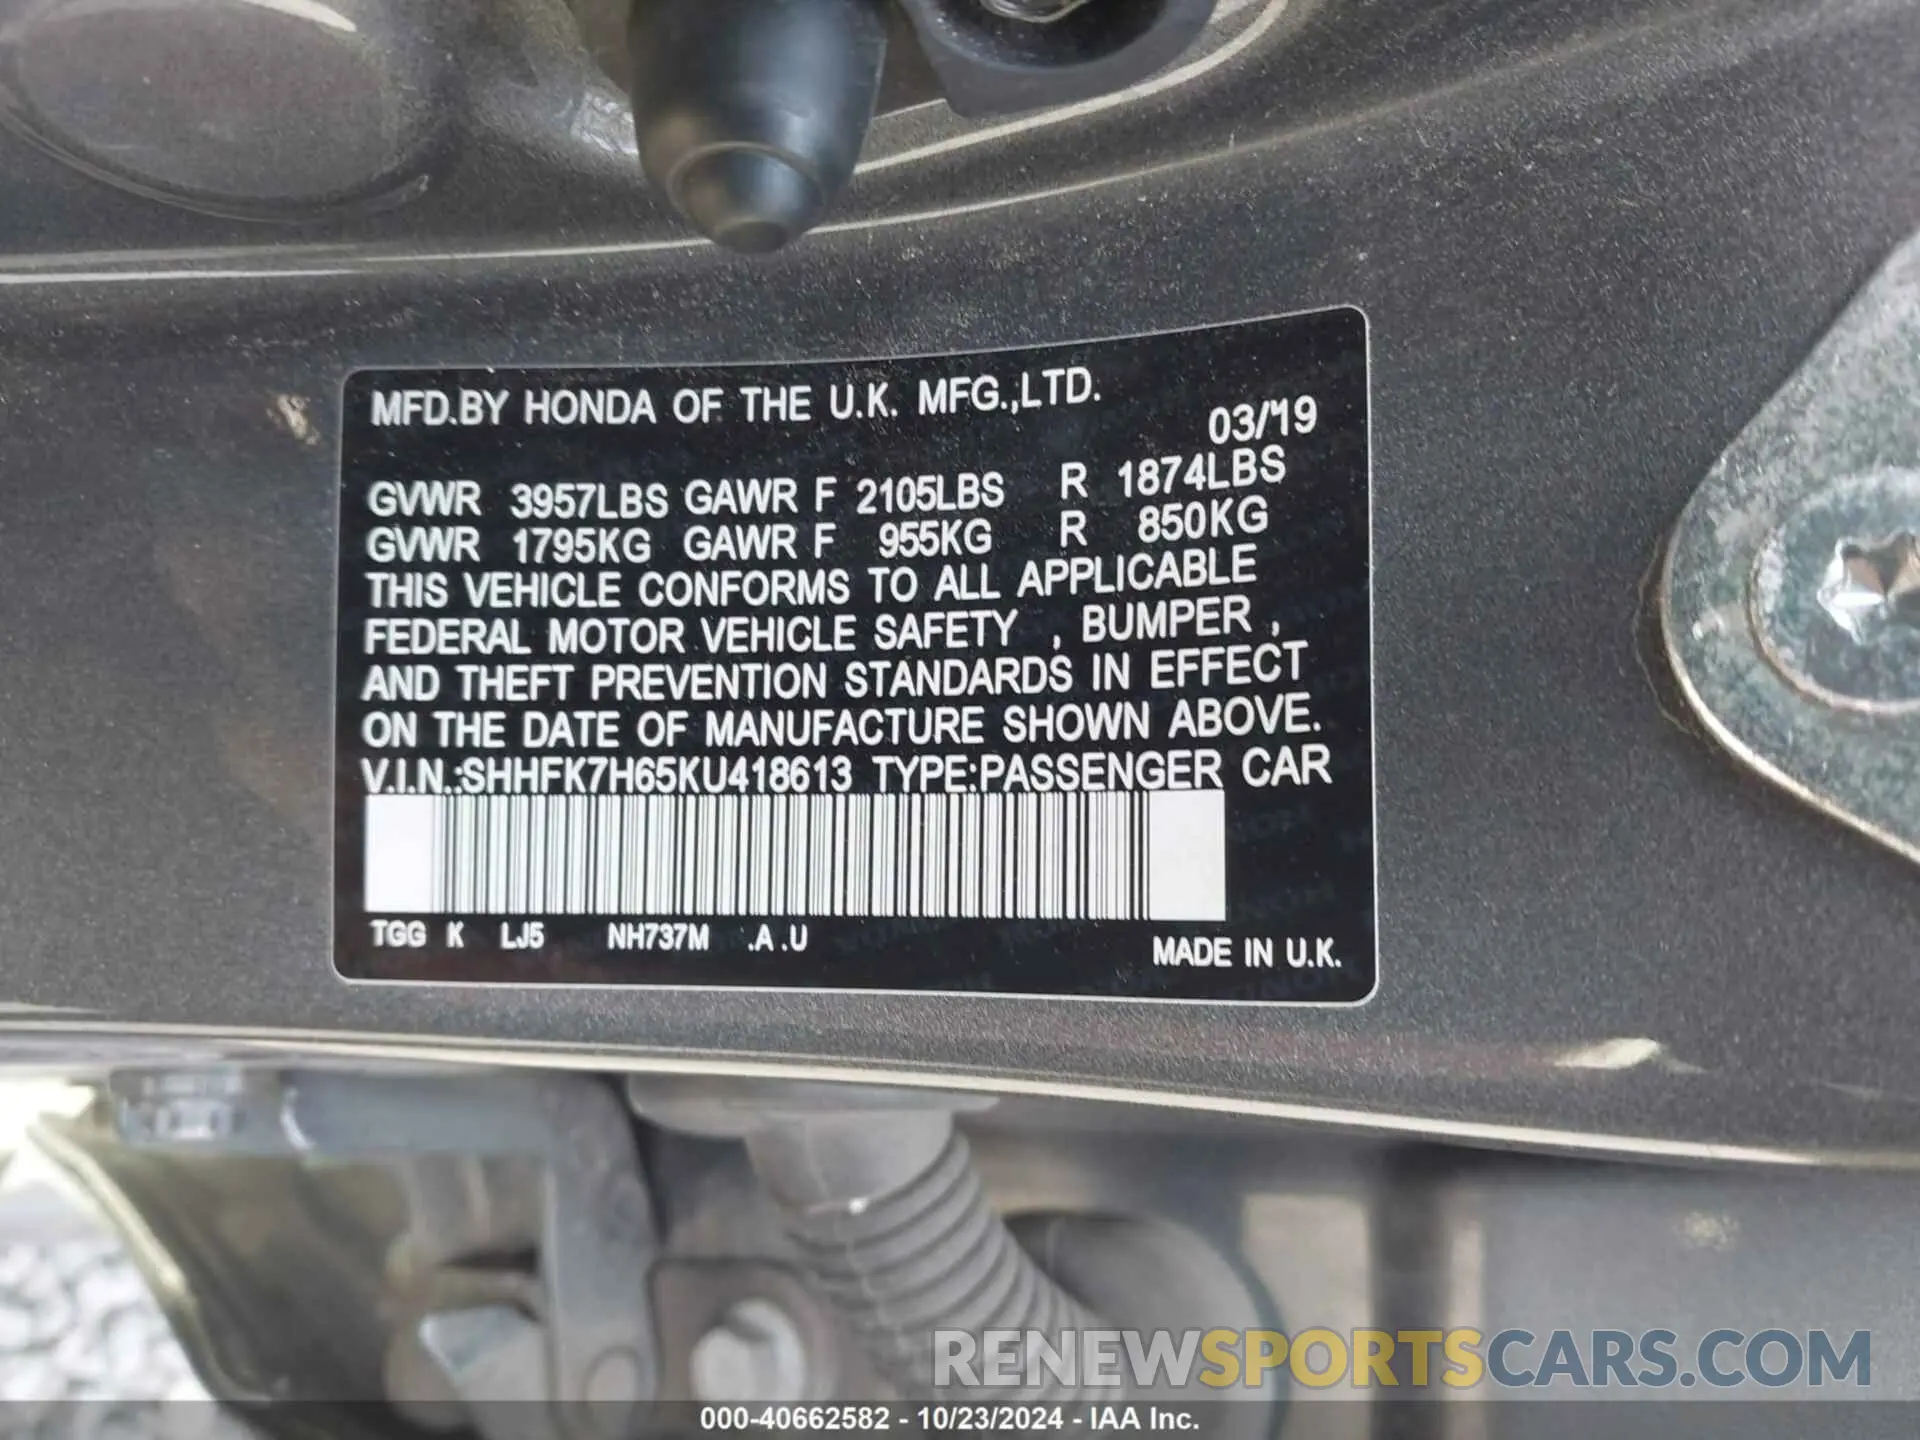 MFD.BY HONDA OF THE U.K. MFG.,LTD.
03/'19
GVWR 3957LBS GAWR F 2105LBS R 1874LBS
GVWR 1795KG GAWR F 955KG R 850KG
THIS VEHICLE CONFORMS TO ALL APPLICABLE
FEDERAL MOTOR VEHICLE SAFETY , BUMPER ,
AND THEFT PREVENTION STANDARDS IN EFFECT
ON THE DATE OF MANUFACTURE SHOWN ABOVE.
V.I.N.:SHHFK7H65KU418613 TYPE:PASSENGER CAR
TGG K LJ5 NH737M .A .U
MADE IN U.K.
RENEWSPORTSCARS.COM
000-40662582 - 10/23/2024 - IAA Inc.